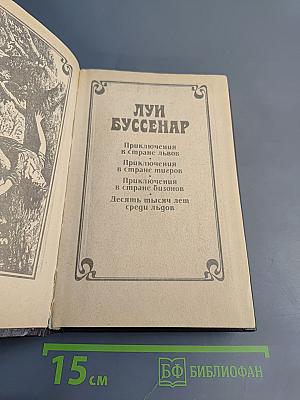 ЛУИ
БУССЕНАР
Приключения
в стране львов
•
Приключения
в стране тигров
•
Приключения
в стране бизонов
•
Десять тысяч лет
среди льдов
15 см
БФ БИБЛИОФАН